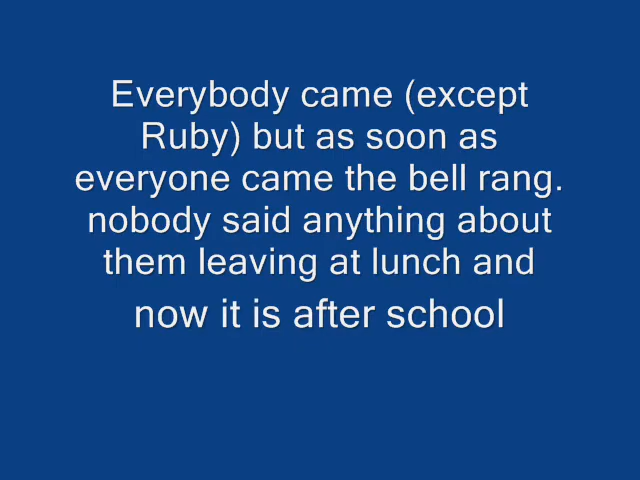 Everybody came (except
Ruby) but as soon as
everyone came the bell rang.
nobody said anything about
them leaving at lunch and
now it is after school